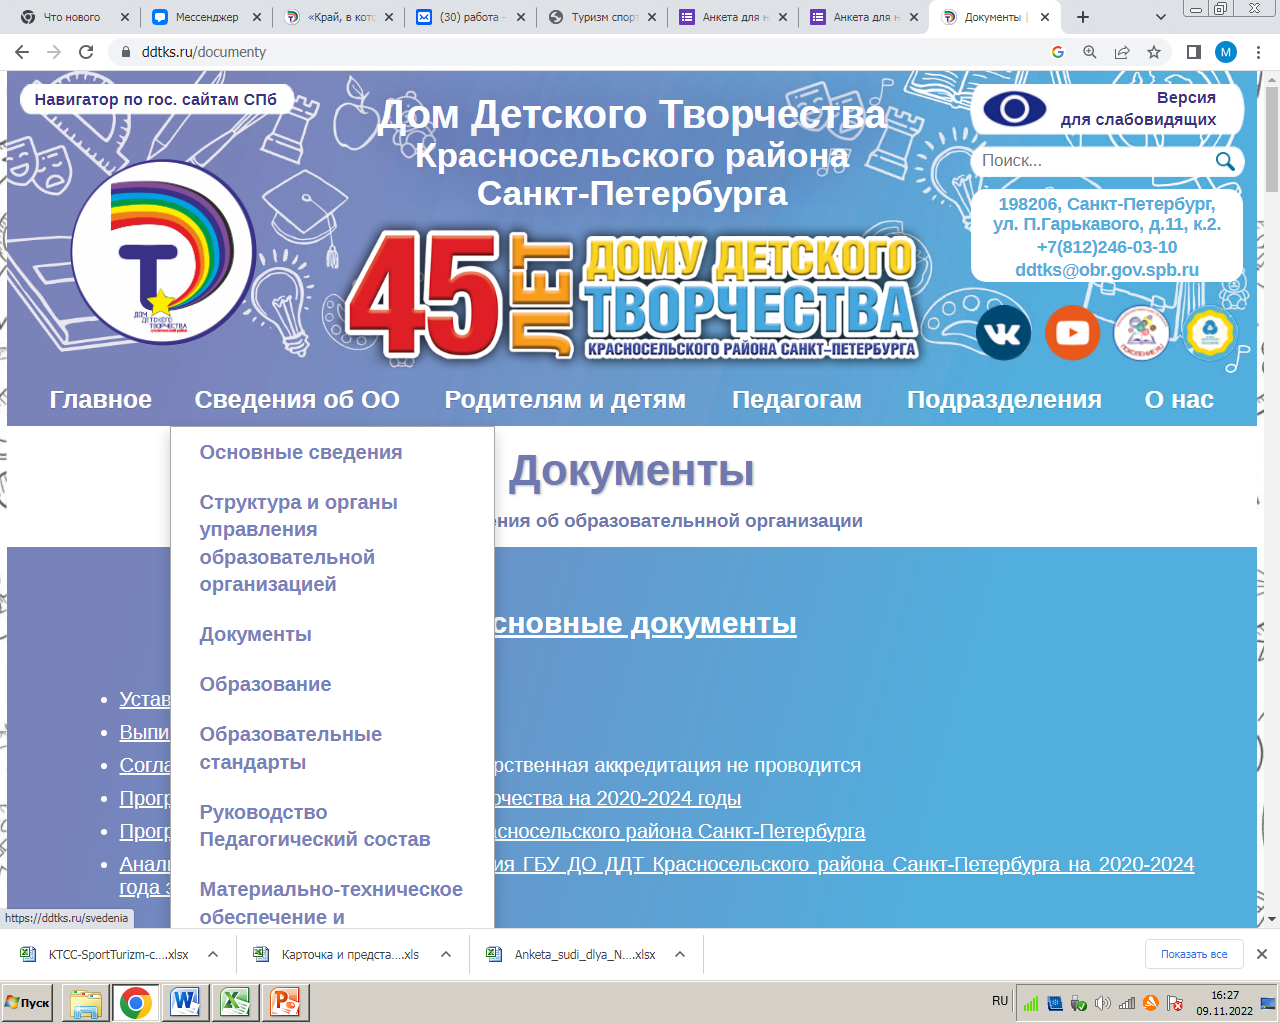 Что нового
Мессенджер
«Край, в кото
(30) работа -
Туризм спорт
Анкета для н
Анкета для н
Документы |
ddtks.ru/documenty
M
Навигатор по гос. сайтам СПб
Дом Детского Творчества
Красносельского района
Санкт-Петербурга
Версия
для слабовидящих
Поиск...
198206, Санкт-Петербург,
ул. П.Гарькавого, д.11, к.2.
+7(812)246-03-10
ddtks@obr.gov.spb.ru
ДОМ
ДЕТСКОГО
ТВОРЧЕСТВА
45 ЛЕТ ДОМУ ДЕТСКОГО
ТВОРЧЕСТВА
КРАСНОСЕЛЬСКОГО РАЙОНА САНКТ-ПЕТЕРБУРГА
Главное
Сведения об ОО
Родителям и детям
Педагогам
Подразделения
О нас
Документы
ния об образовательнной организации
Основные сведения
Структура и органы
управления
образовательной
организацией
Документы
Образование
Образовательные
стандарты
Руководство
Педагогический состав
Материально-техническое
обеспечение и
сновные документы
Устав
Выпи
Согла рственная аккредитация не проводится
Прогр рчества на 2020-2024 годы
Прогр асносельского района Санкт-Петербурга
Анали ия ГБУ ДО ДДТ Красносельского района Санкт-Петербурга на 2020-2024
года з
https://ddtks.ru/svedenia
KTCC-SportTurizm-c....xlsx
Карточка и предста....xls
Anketa_sudi_dlya_N....xlsx
Показать все
Пуск
RU
16:27
09.11.2022